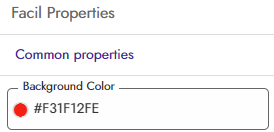 Facil Properties
Common properties
Background Color
#F31F12FE